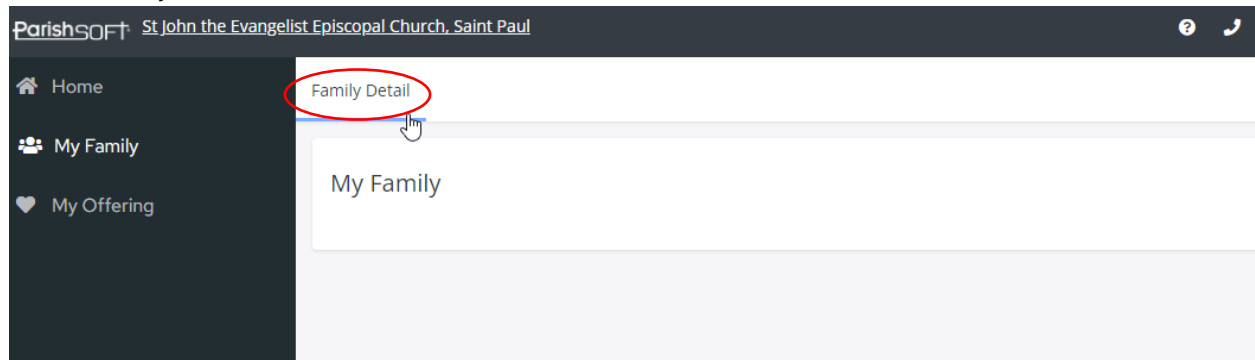 ParishSOFT St John the Evangelist Episcopal Church, Saint Paul
Home
My Family
My Offering
Family Detail
My Family